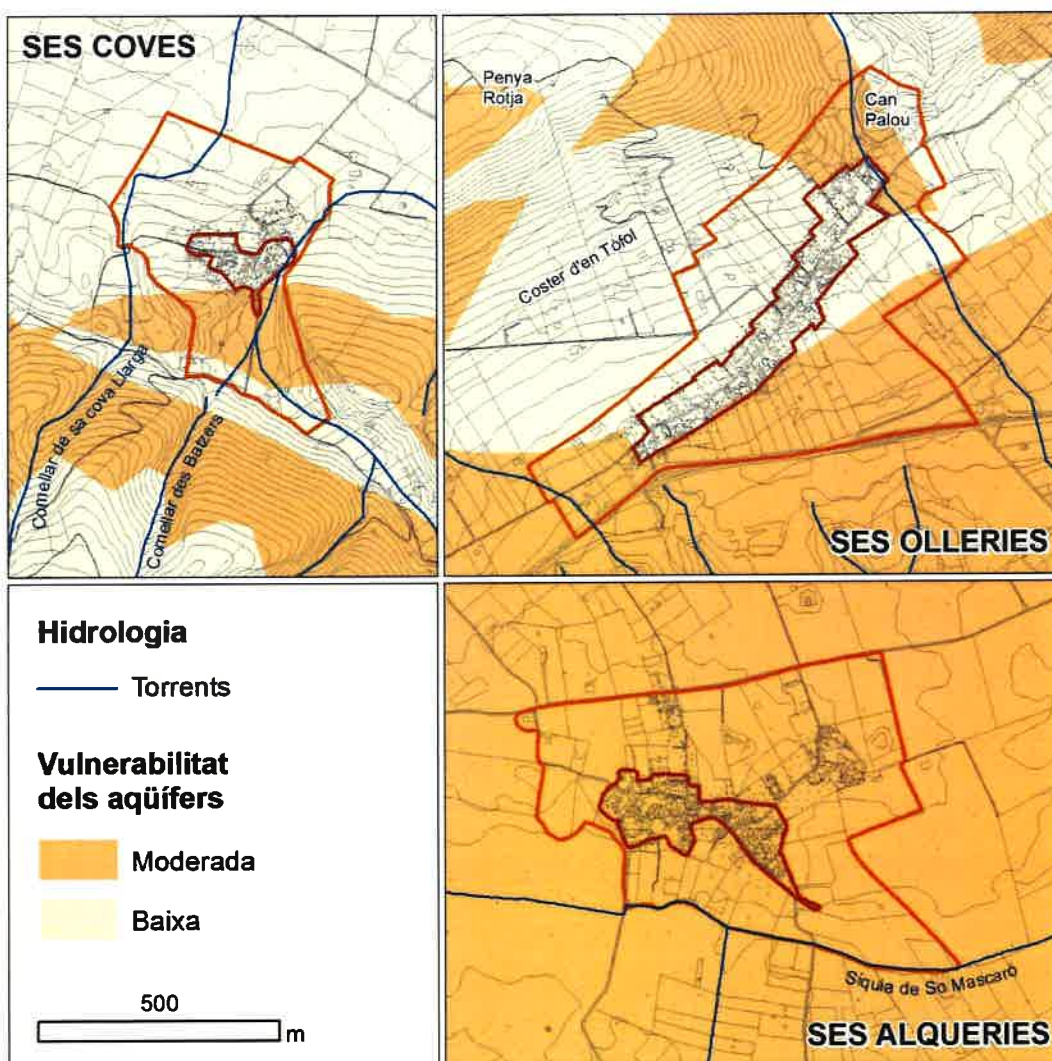 SES COVES
Comellar de sa cova Llarga
Comellar des Batzers
Penya
Rotja
Can
Palou
Coster d'en Tòfol
SES OLLERIES
Hidrologia
Torrents
Vulnerabilitat
dels aqüífers
Moderada
Baixa
500
m
Síquia de So Mascaró
SES ALQUERIES